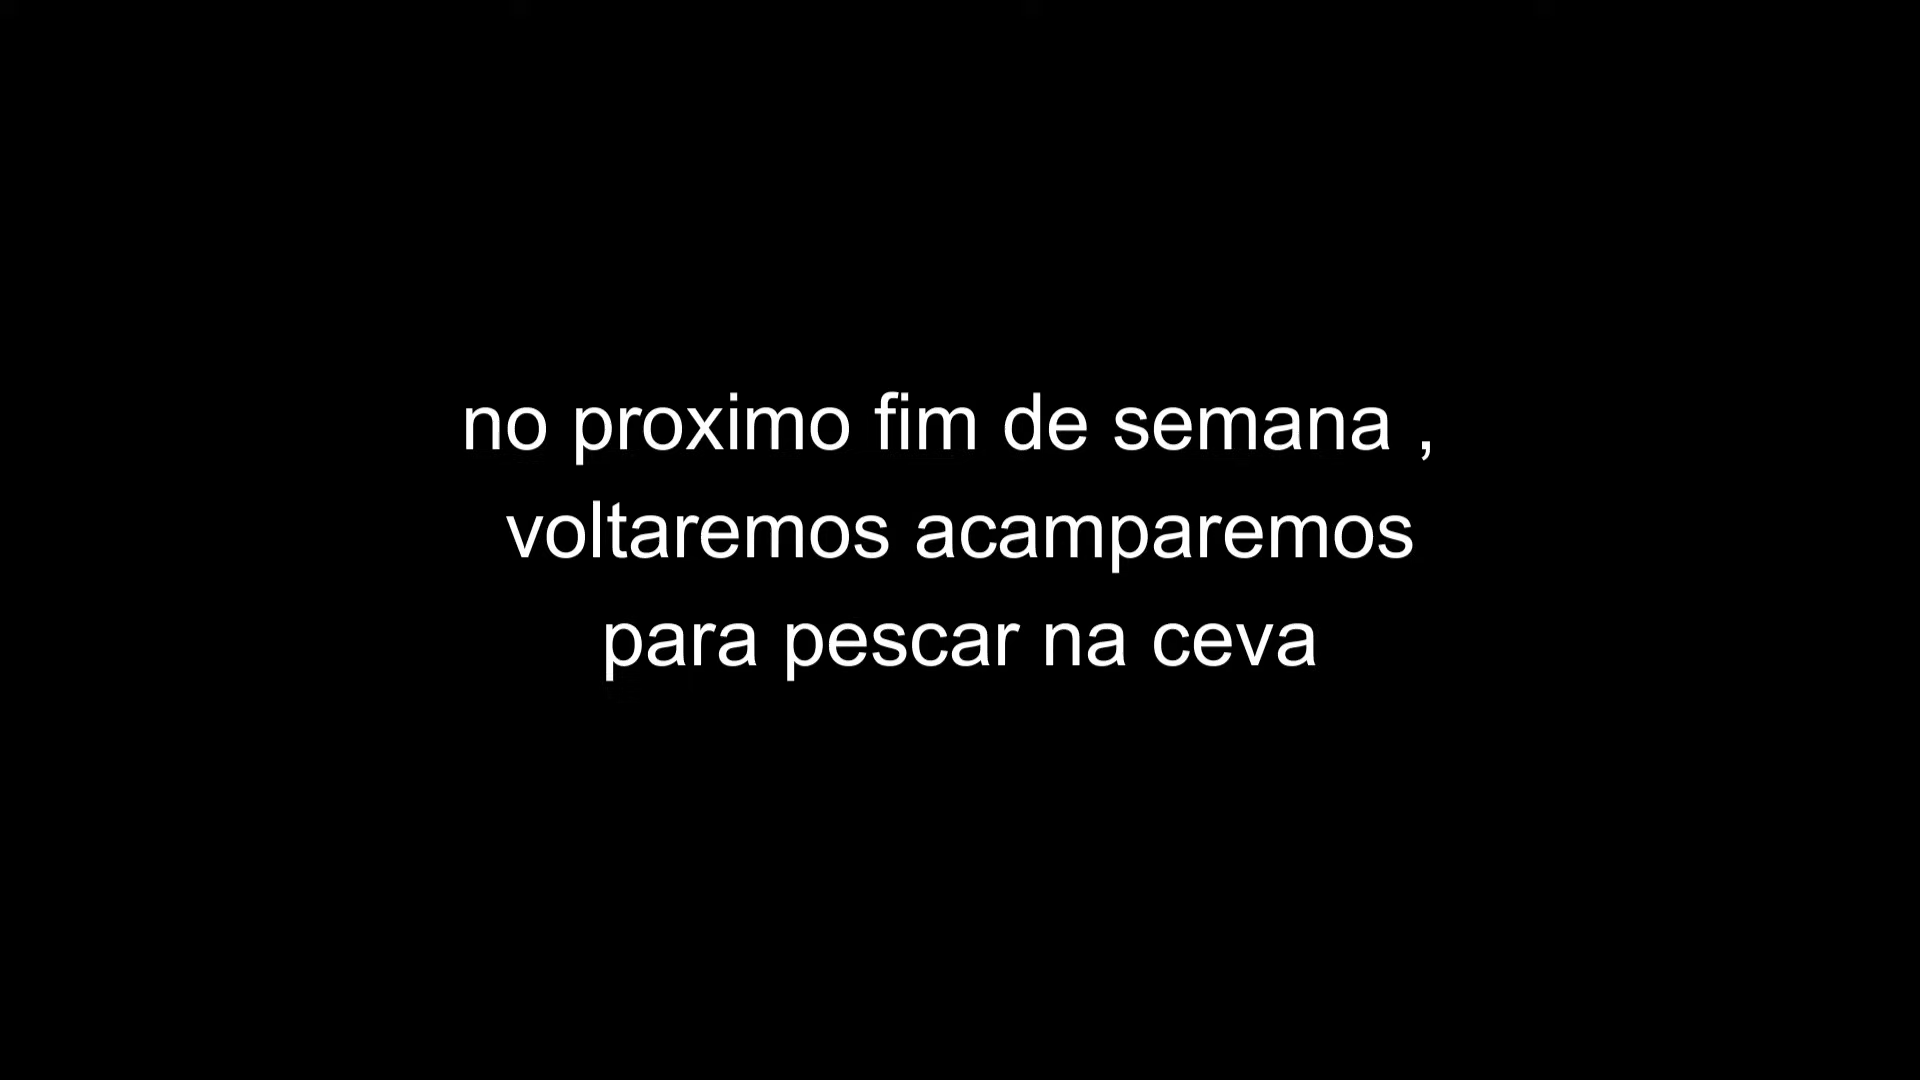 no proximo fim de semana ,
voltaremos acamparemos
para pescar na ceva